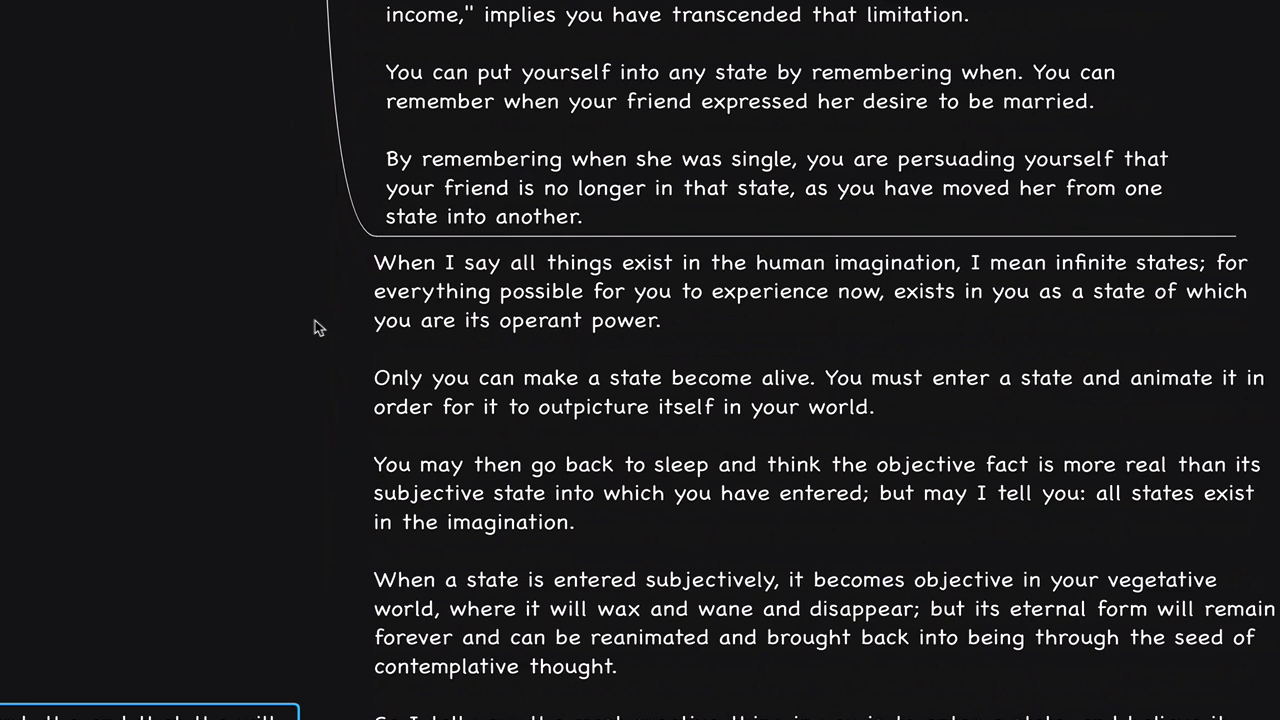 income," implies you have transcended that limitation.
You can put yourself into any state by remembering when. You can
remember when your friend expressed her desire to be married.
By remembering when she was single, you are persuading yourself that
your friend is no longer in that state, as you have moved her from one
state into another.
When I say all things exist in the human imagination, I mean infinite states; for
everything possible for you to experience now, exists in you as a state of which
you are its operant power.
Only you can make a state become alive. You must enter a state and animate it in
order for it to outpicture itself in your world.
You may then go back to sleep and think the objective fact is more real than its
subjective state into which you have entered; but may I tell you: all states exist
in the imagination.
When a state is entered subjectively, it becomes objective in your vegetative
world, where it will wax and wane and disappear; but its eternal form will remain
forever and can be reanimated and brought back into being through the seed of
contemplative thought.